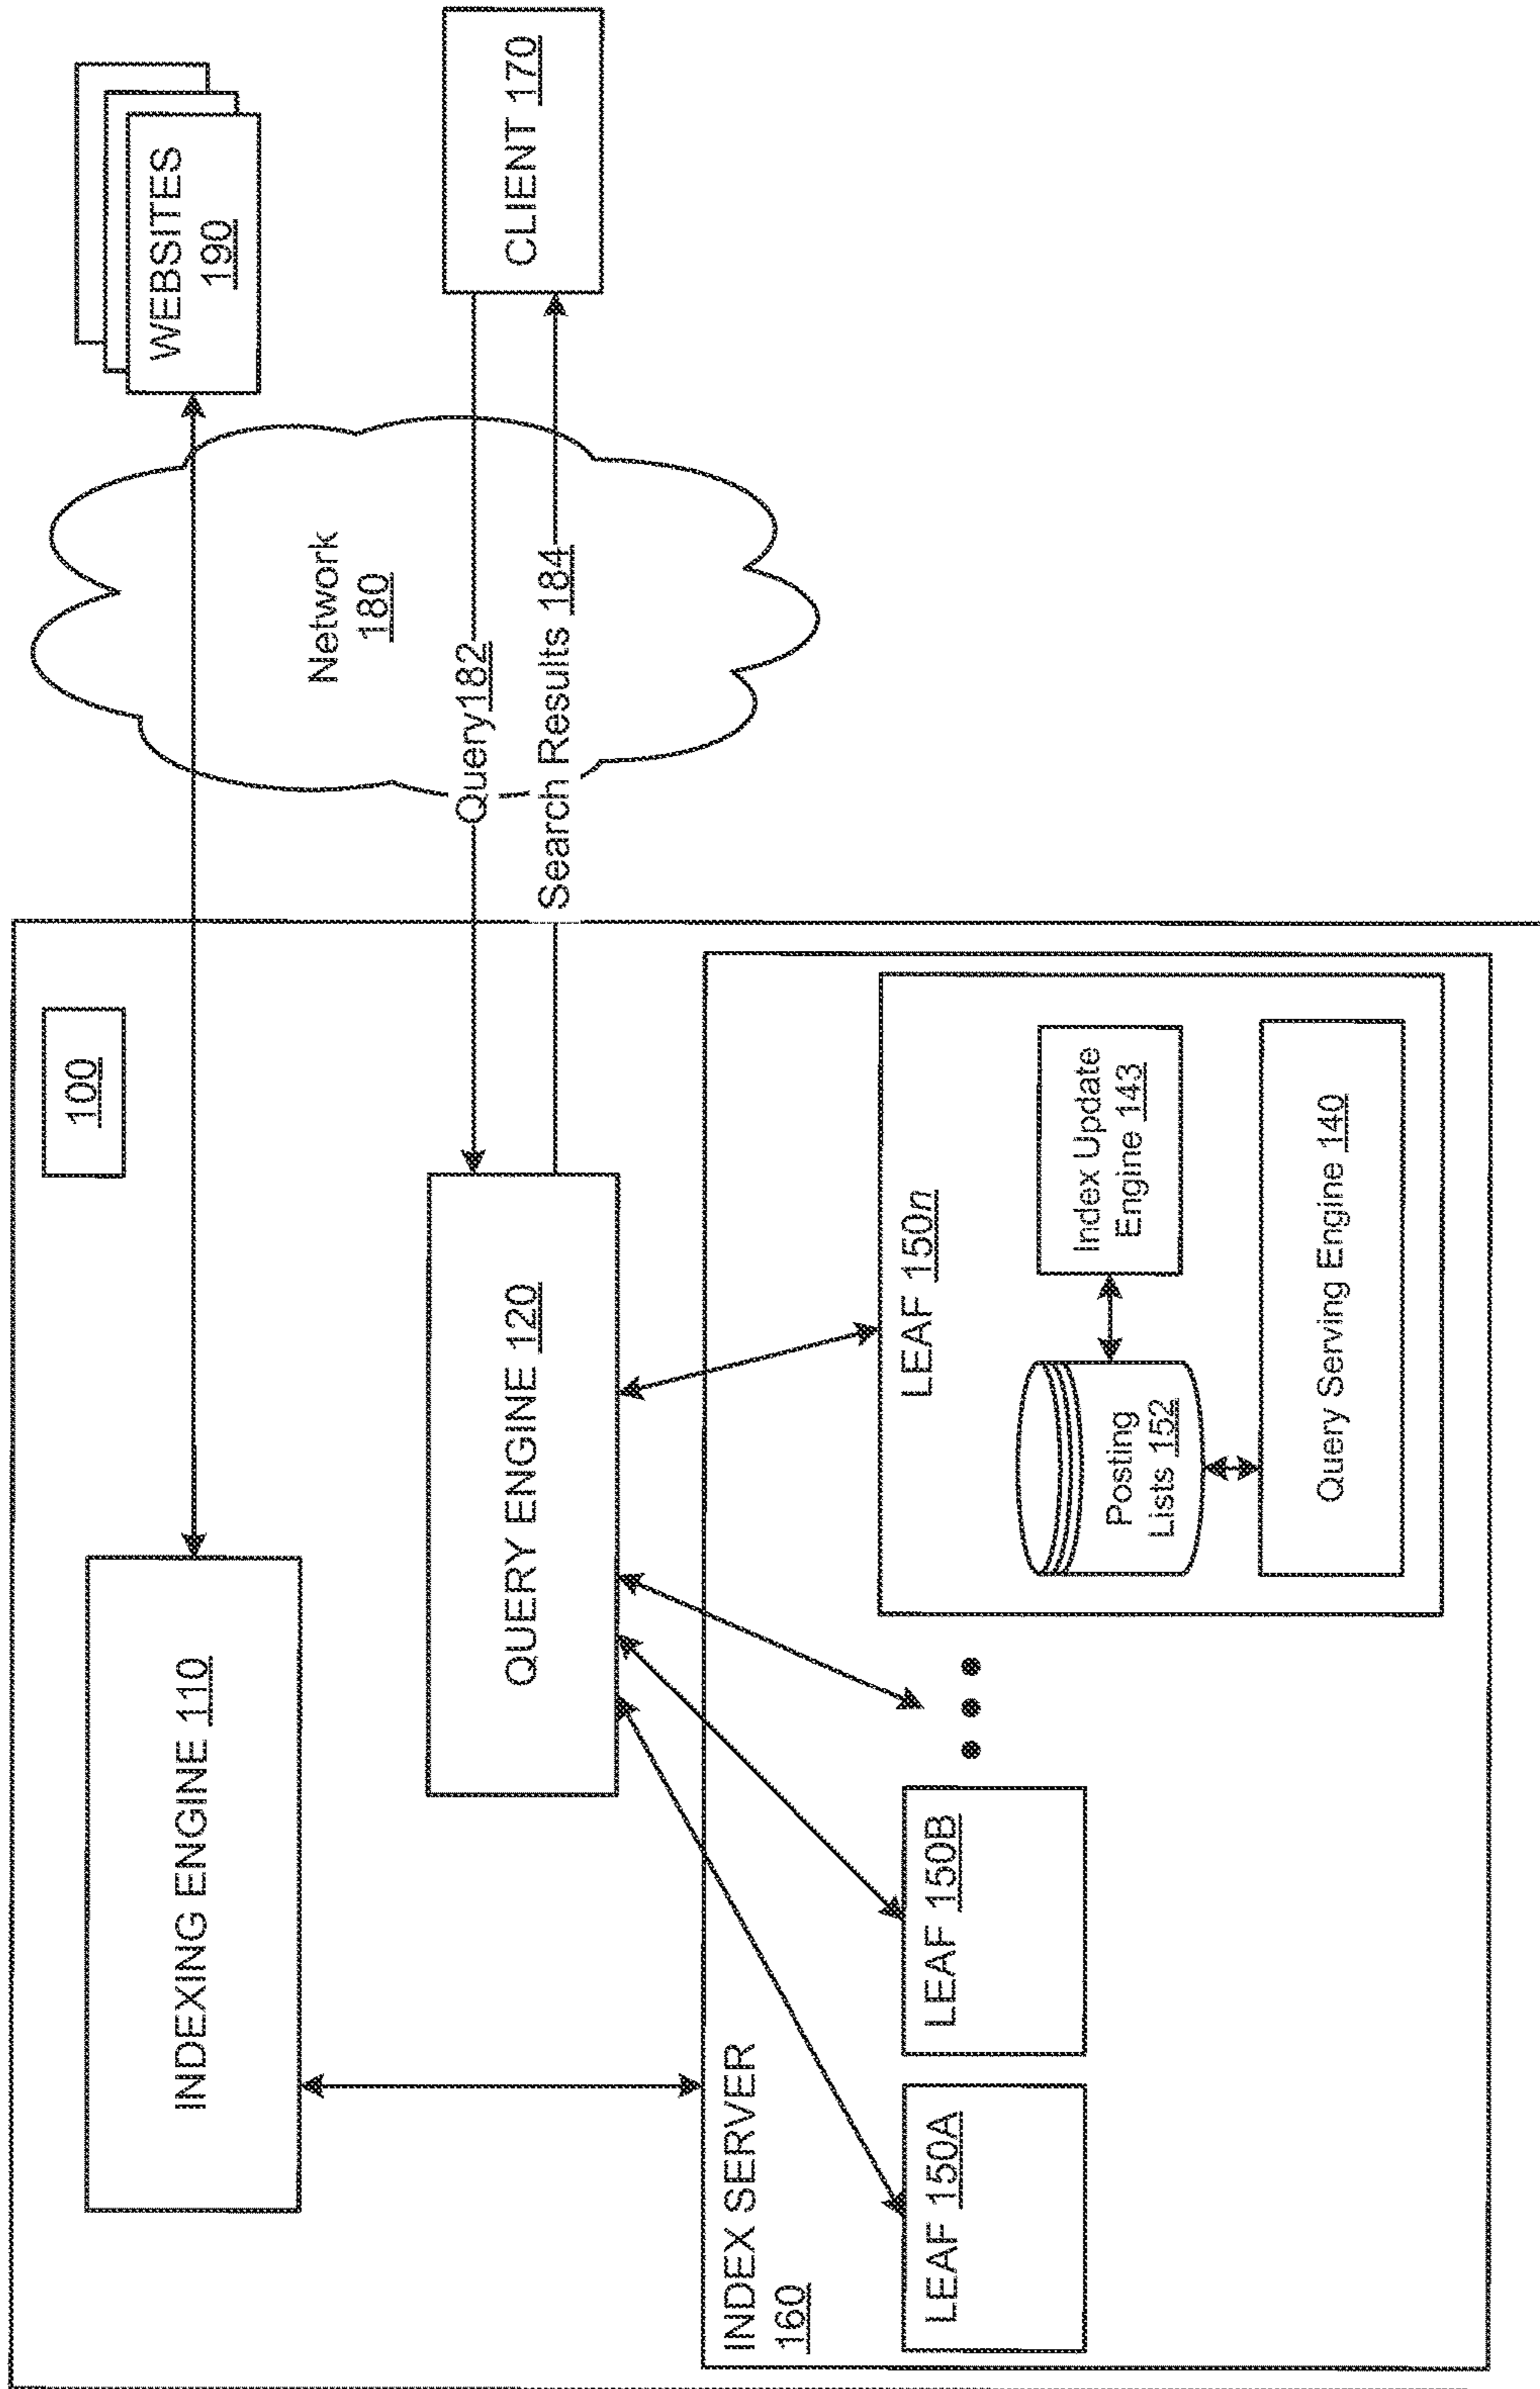 100
WEBSITES
190
INDEXING ENGINE 110
Network
180
CLIENT 170
Query182
Search Results 184
QUERY ENGINE 120
INDEX SERVER
160
LEAF 150A
LEAF 150B
LEAF 150n
Posting
Lists 152
Index Update
Engine 143
Query Serving Engine 140